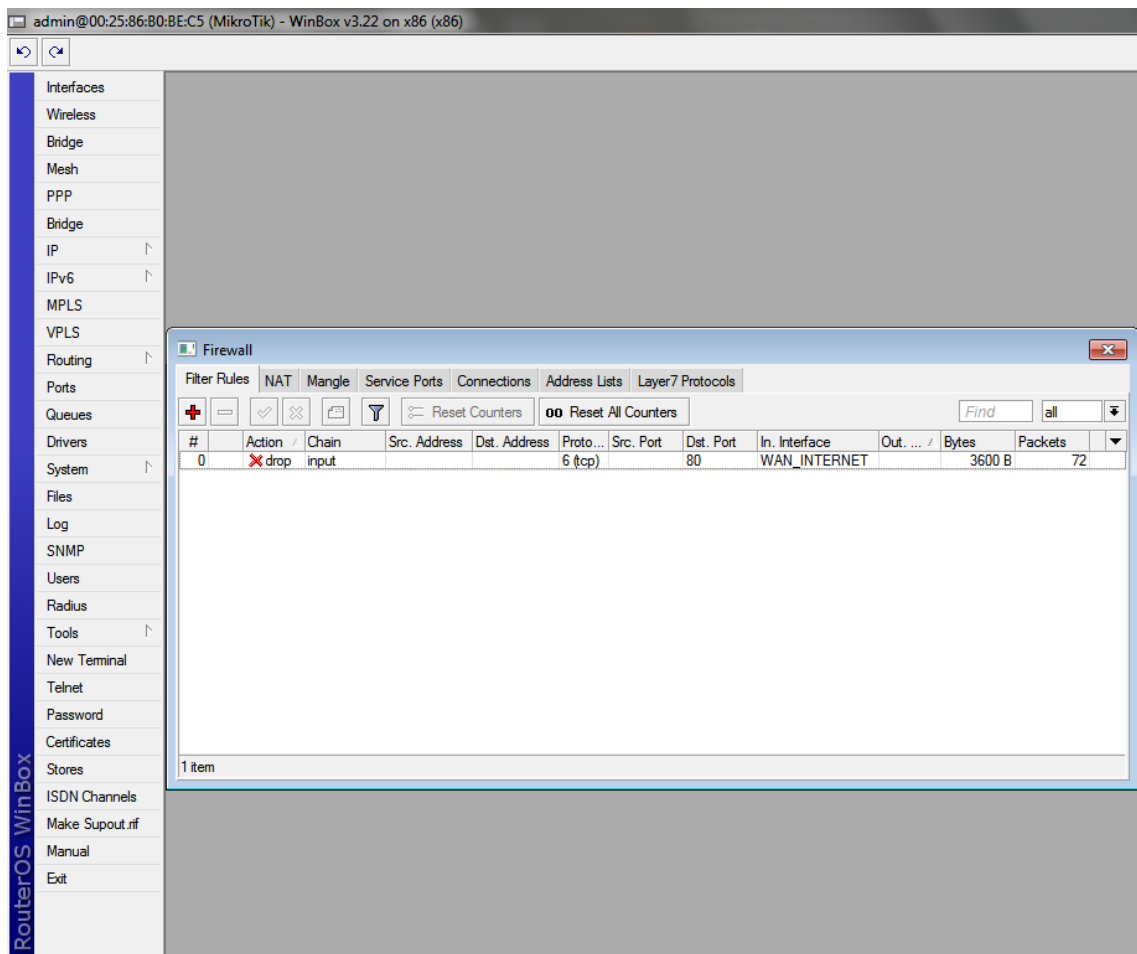 admin@00:25:86:B0:BE:C5 (MikroTik) - WinBox v3.22 on x86 (x86)
Interfaces
Wireless
Bridge
Mesh
PPP
Bridge
IP
IPv6
MPLS
VPLS
Routing
Ports
Queues
Drivers
System
Files
Log
SNMP
Users
Radius
Tools
New Terminal
Telnet
Password
Certificates
Stores
ISDN Channels
Make Supout.rif
Manual
Exit
RouterOS WinBox
Firewall
Filter Rules NAT Mangle Service Ports Connections Address Lists Layer7 Protocols
Reset Counters 00 Reset All Counters Find all
# Action Chain Src. Address Dst. Address Proto... Src. Port Dst. Port In. Interface Out. ... Bytes Packets
0 drop input 6 (tcp) 80 WAN_INTERNET 3600 B 72
1 item